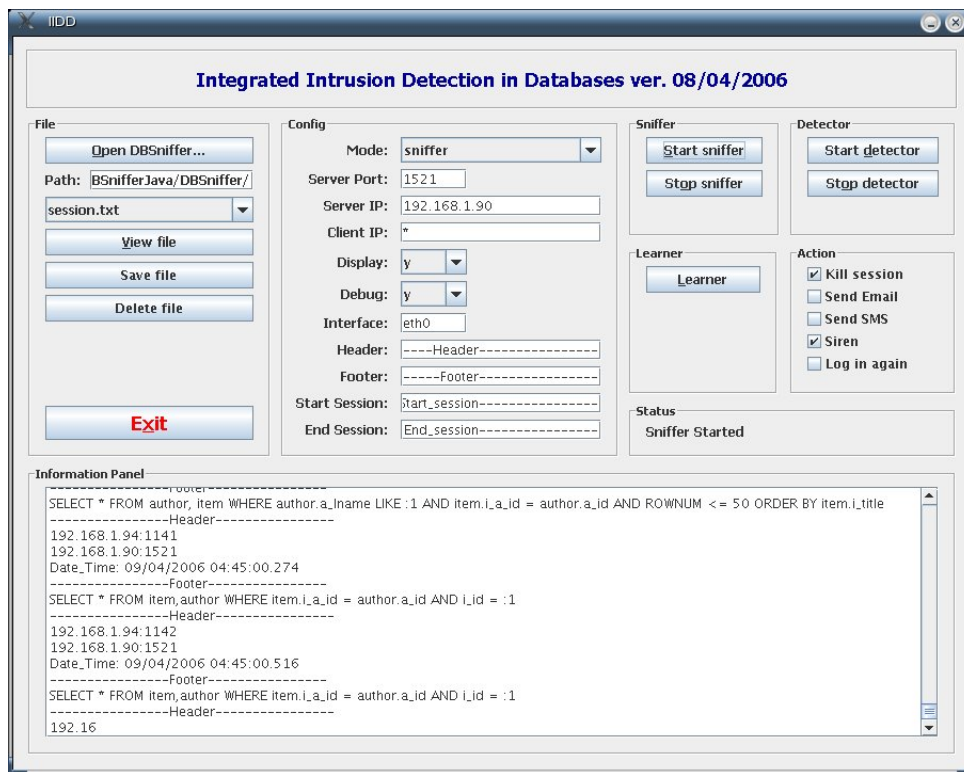 IIDD
Integrated Intrusion Detection in Databases ver. 08/04/2006
File
Open DBSniffer...
Path: BSnifferJava/DBSniffer/
session.txt
View file
Save file
Delete file
Exit
Config
Mode: sniffer
Server Port: 1521
Server IP: 192.168.1.90
Client IP: *
Display: y
Debug: y
Interface: eth0
Header: ----Header----------------
Footer: -----Footer----------------
Start Session: Start_session----------------
End Session: End_session----------------
Sniffer
Start sniffer
Stop sniffer
Detector
Start detector
Stop detector
Learner
Learner
Action
Kill session
Send Email
Send SMS
Siren
Log in again
Status
Sniffer Started
Information Panel
----------------Footer----------------
SELECT * FROM author, item WHERE author.a_lname LIKE :1 AND item.i_a_id = author.a_id AND ROWNUM <= 50 ORDER BY item.i_title
----------------Header----------------
192.168.1.94:1141
192.168.1.90:1521
Date_Time: 09/04/2006 04:45:00.274
----------------Footer----------------
SELECT * FROM item,author WHERE item.i_a_id = author.a_id AND i_id = :1
----------------Header----------------
192.168.1.94:1142
192.168.1.90:1521
Date_Time: 09/04/2006 04:45:00.516
----------------Footer----------------
SELECT * FROM item,author WHERE item.i_a_id = author.a_id AND i_id = :1
----------------Header----------------
192.16